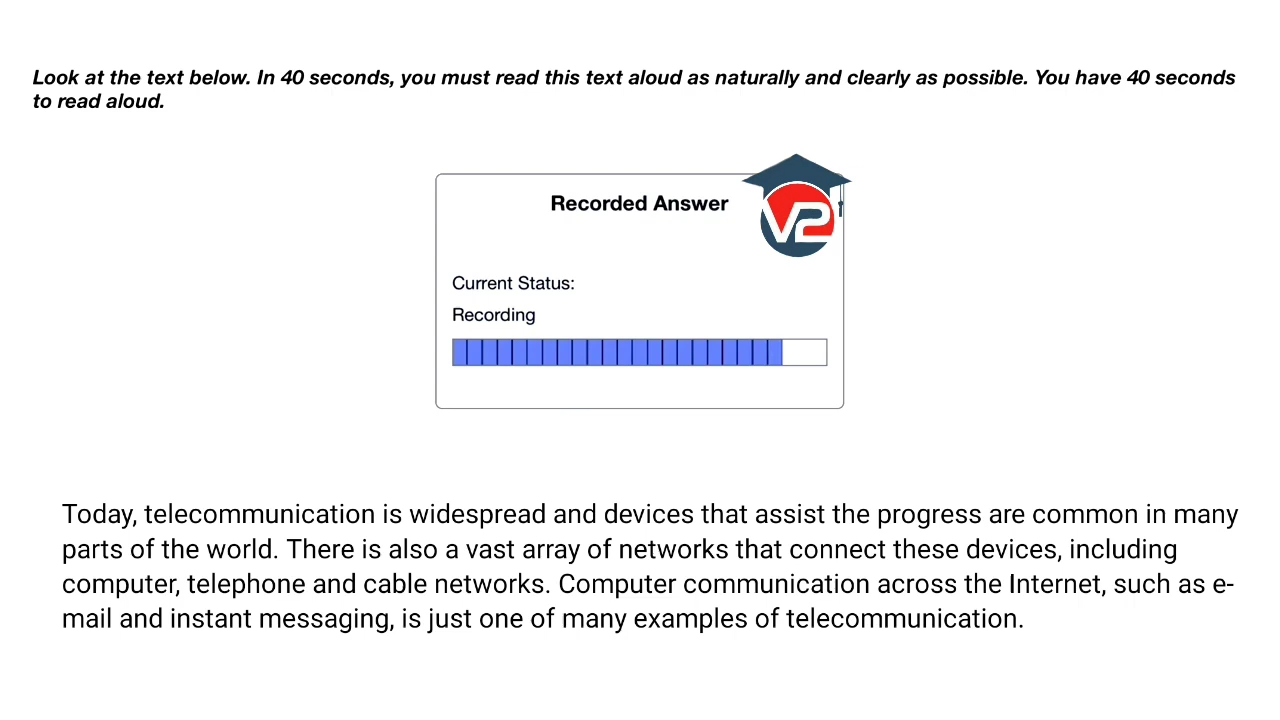 Look at the text below. In 40 seconds, you must read this text aloud as naturally and clearly as possible. You have 40 seconds
to read aloud.
V2
Recorded Answer
Current Status:
Recording
Today, telecommunication is widespread and devices that assist the progress are common in many
parts of the world. There is also a vast array of networks that connect these devices, including
computer, telephone and cable networks. Computer communication across the Internet, such as e-
mail and instant messaging, is just one of many examples of telecommunication.